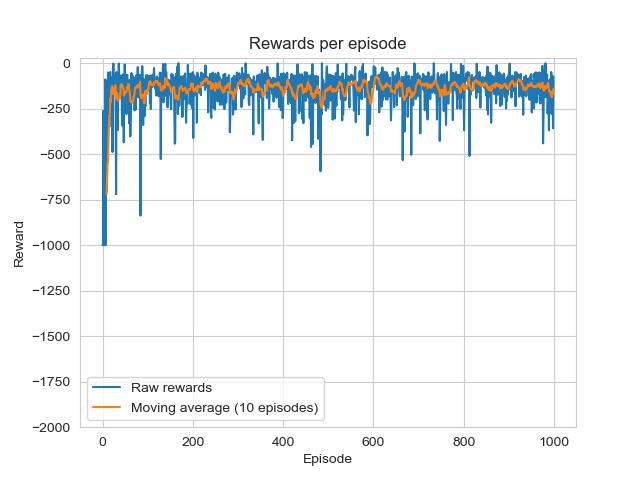 Rewards per episode
0
−250
−500
−750
−1000
−1250
−1500
−1750
−2000
Reward
Raw rewards
Moving average (10 episodes)
0 200 400 600 800 1000
Episode